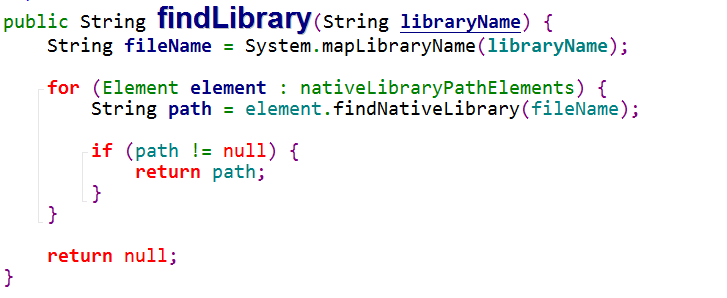 public String findLibrary(String libraryName) {
    String fileName = System.mapLibraryName(libraryName);
    for (Element element : nativeLibraryPathElements) {
        String path = element.findNativeLibrary(fileName);
        if (path != null) {
            return path;
        }
    }
    return null;
}